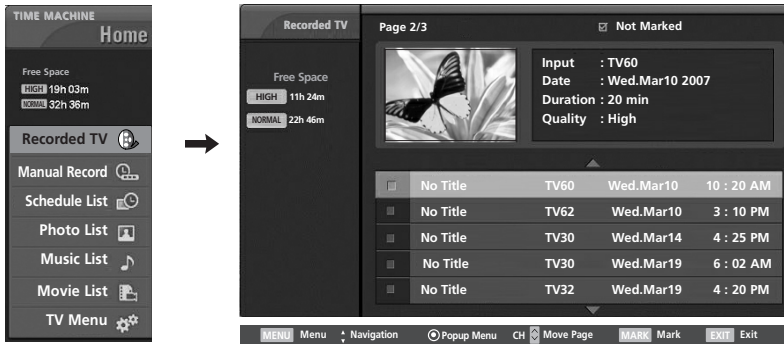 TIME MACHINE
Home
Free Space
HIGH 19h 03m
NORMAL 32h 36m
Recorded TV
Manual Record
Schedule List
Photo List
Music List
Movie List
TV Menu
Recorded TV
Free Space
HIGH 11h 24m
NORMAL 22h 46m
Page 2/3 Not Marked
Input : TV60
Date : Wed.Mar10 2007
Duration : 20 min
Quality : High
No Title TV60 Wed.Mar10 10 : 20 AM
No Title TV62 Wed.Mar10 3 : 10 PM
No Title TV30 Wed.Mar14 4 : 25 PM
No Title TV30 Wed.Mar19 6 : 02 AM
No Title TV32 Wed.Mar19 4 : 20 PM
MENU Menu Navigation Popup Menu CH Move Page MARK Mark EXIT Exit